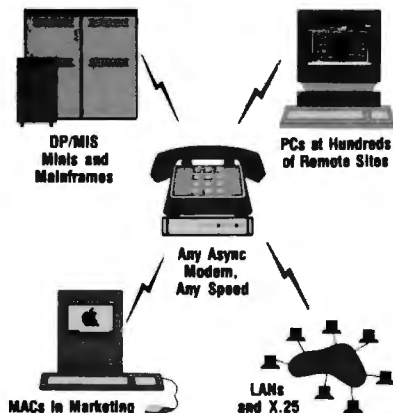 DP/MIS
Minis and
Mainframes
PCs at Hundreds
of Remote Sites
Any Async
Modem,
Any Speed
MACs in Marketing
LANs
and X.25